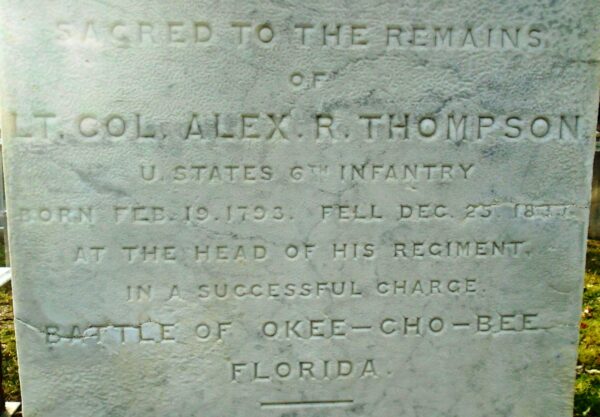 SACRED TO THE REMAINS
OF
LT. COL. ALEX. R. THOMPSON
U. STATES 6TH INFANTRY
BORN FEB. 19. 1793. FELL DEC. 25. 1837.
AT THE HEAD OF HIS REGIMENT.
IN A SUCCESSFUL CHARGE.
BATTLE OF OKEE-CHO-BEE
FLORIDA.